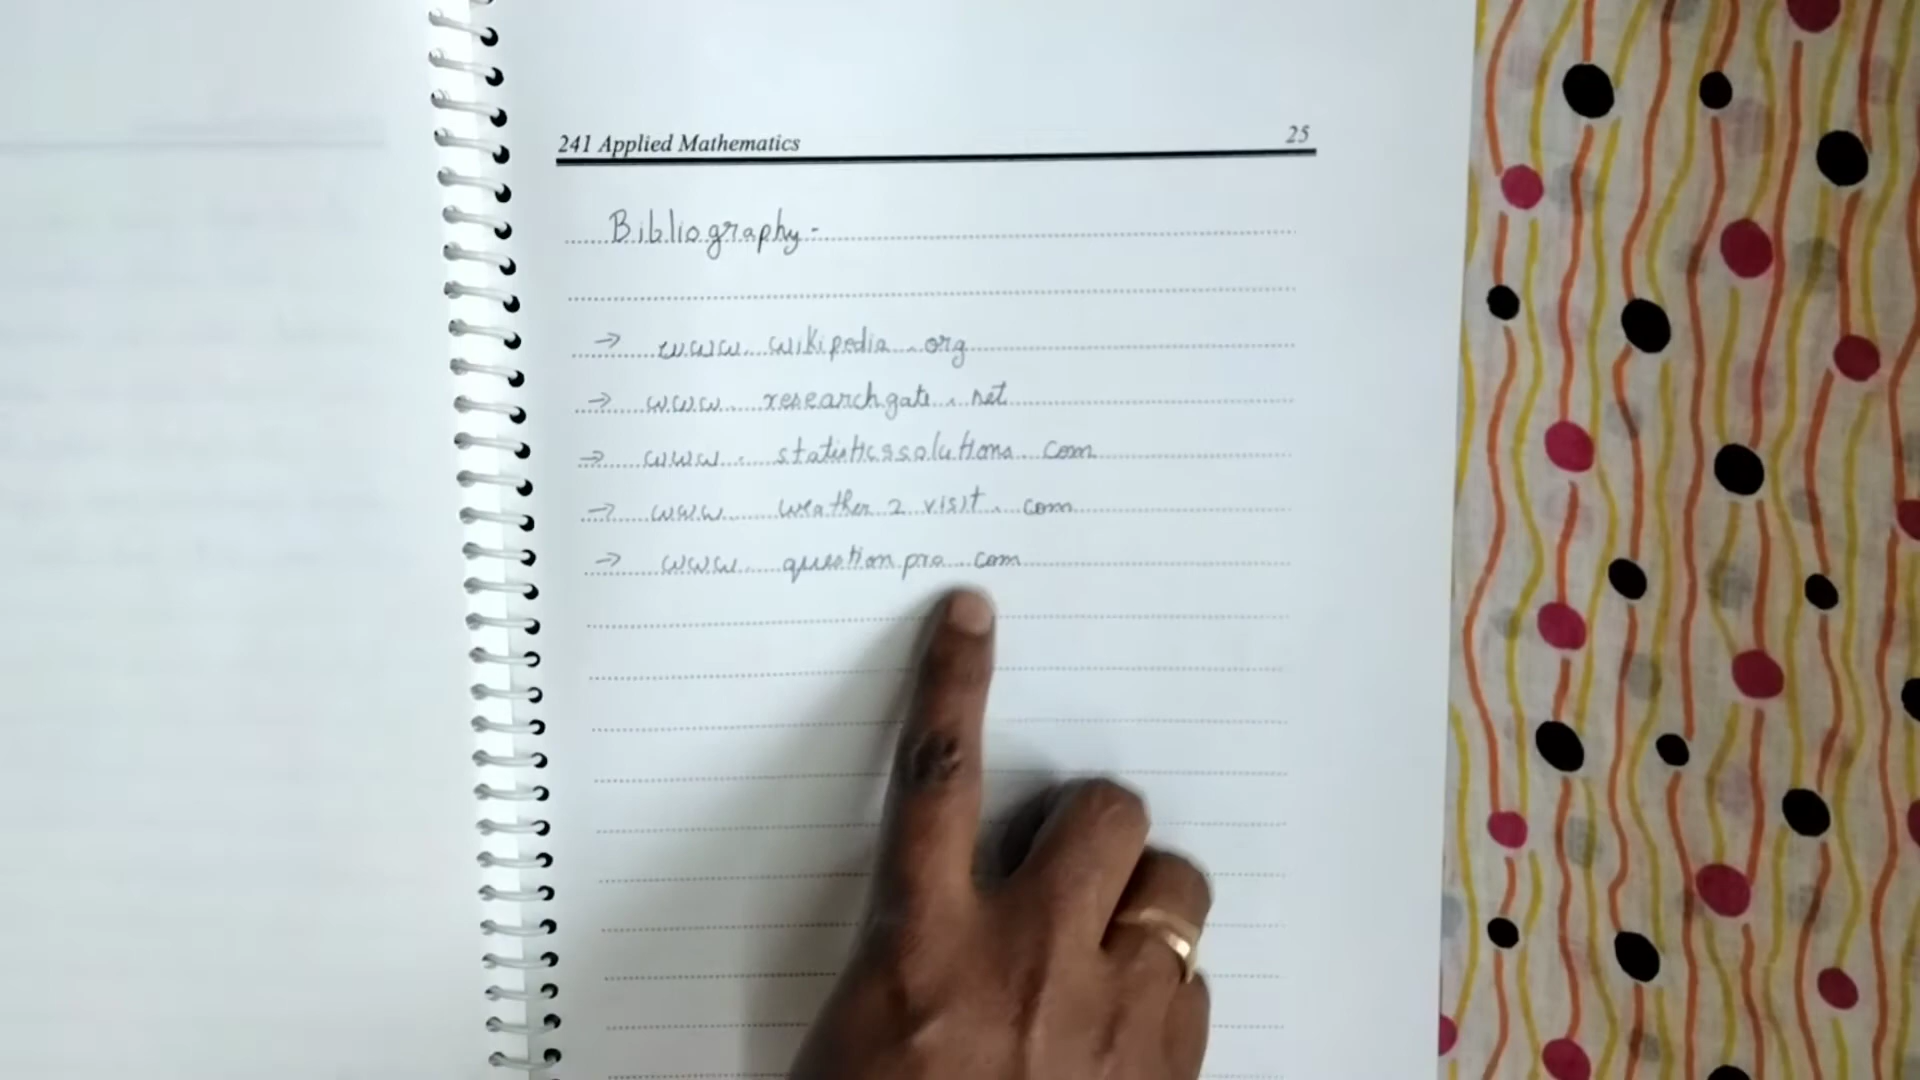 241 Applied Mathematics 25
Bibliography -
→ www. wikipedia . org
→ www. researchgate . net
→ www . statisticssolutions. com
→ www. weather 2 visit . com
→ www. questionpro . com